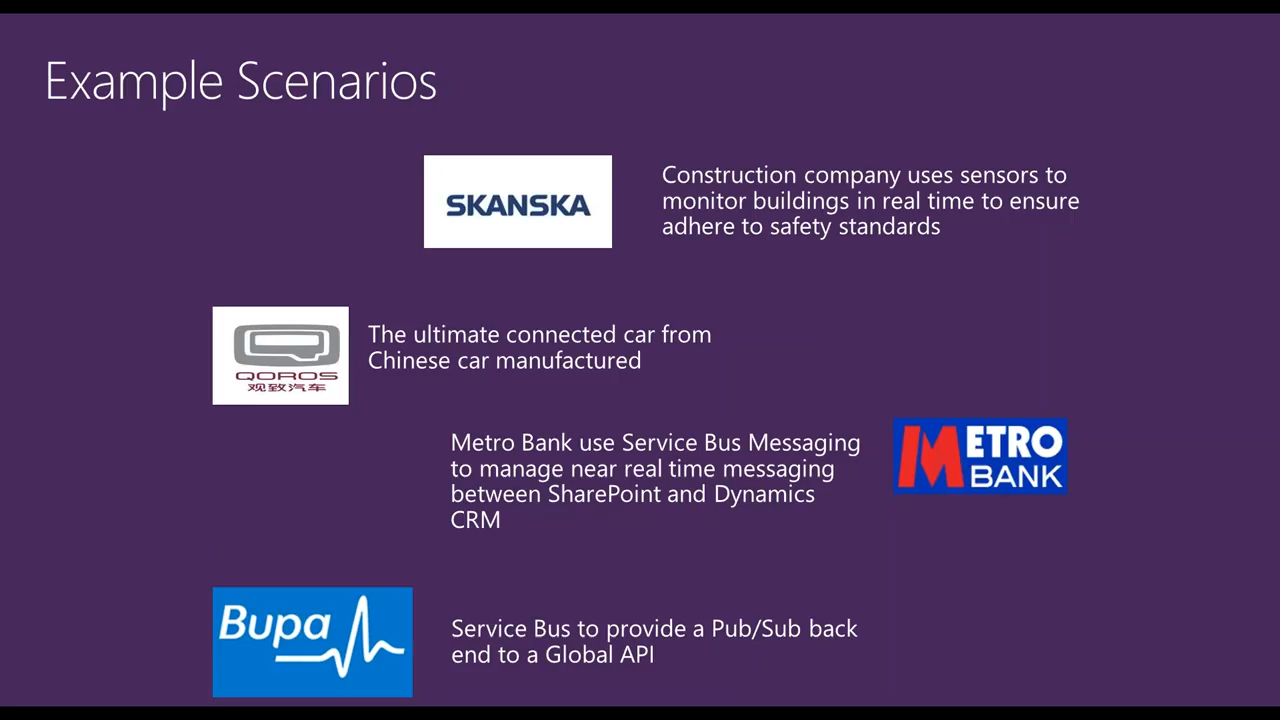 Example Scenarios
SKANSKA
Construction company uses sensors to
monitor buildings in real time to ensure
adhere to safety standards
QOROS
观致汽车
The ultimate connected car from
Chinese car manufactured
Metro Bank use Service Bus Messaging
to manage near real time messaging
between SharePoint and Dynamics
CRM
METRO
BANK
Bupa
Service Bus to provide a Pub/Sub back
end to a Global API